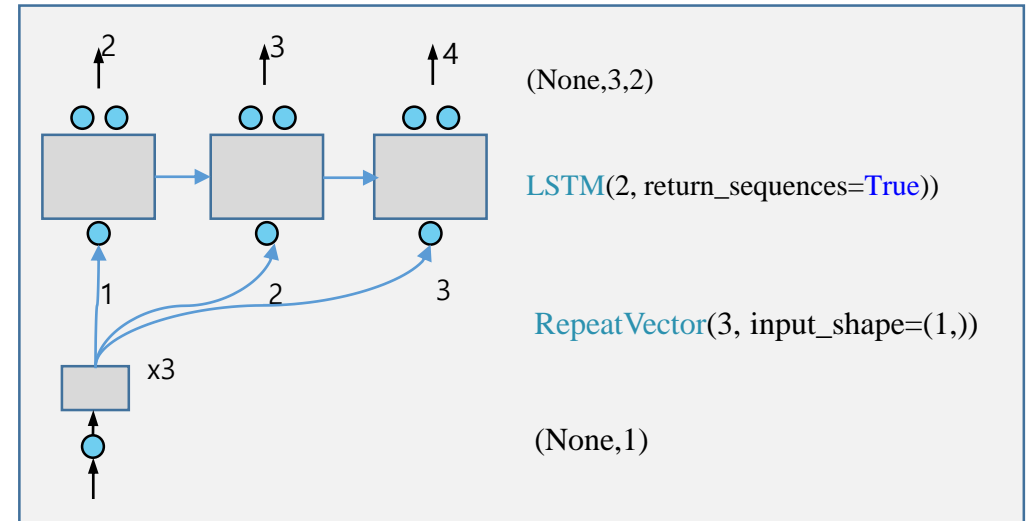 2 3 4
(None,3,2)
LSTM(2, return_sequences=True))
1 2 3
RepeatVector(3, input_shape=(1,))
x3
(None,1)